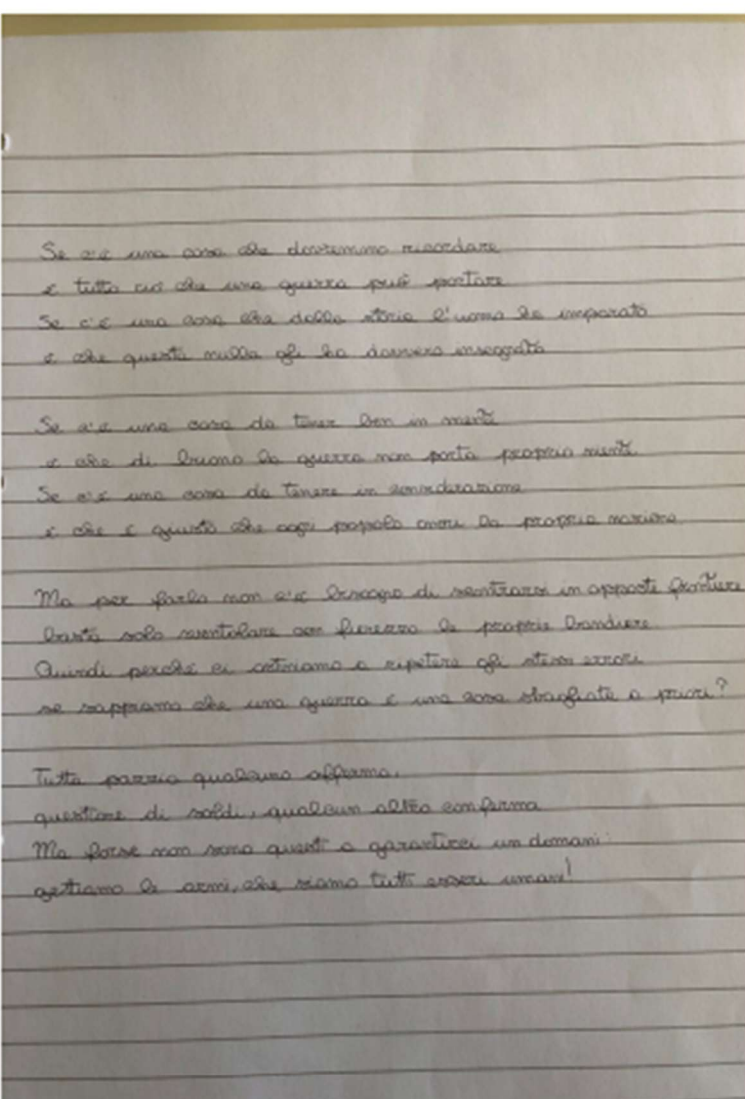 Se c'è una cosa che dovremmo ricordare
è tutto ciò che una guerra può portare
Se c'è una cosa che dalla storia l'uomo ha imparato
è che questa nulla gli ha davvero insegnato
Se c'è una cosa da tener ben in mente
è che di buono la guerra non porta proprio niente
Se c'è una cosa da tenere in considerazione
è che è giusto che ogni popolo onori la propria nazione
Ma per farlo non c'è bisogno di scontrarsi in opposte frontiere
basta solo sventolare con fierezza le proprie bandiere
Quindi perché ci ostiniamo a ripetere gli stessi errori
se sappiamo che una guerra è una cosa sbagliata a priori?
Tutta pazzia qualcuno afferma,
questione di soldi, qualcun altro conferma
Ma forse non sono questi a garantirci un domani:
gettiamo le armi, che siamo tutti esseri umani!